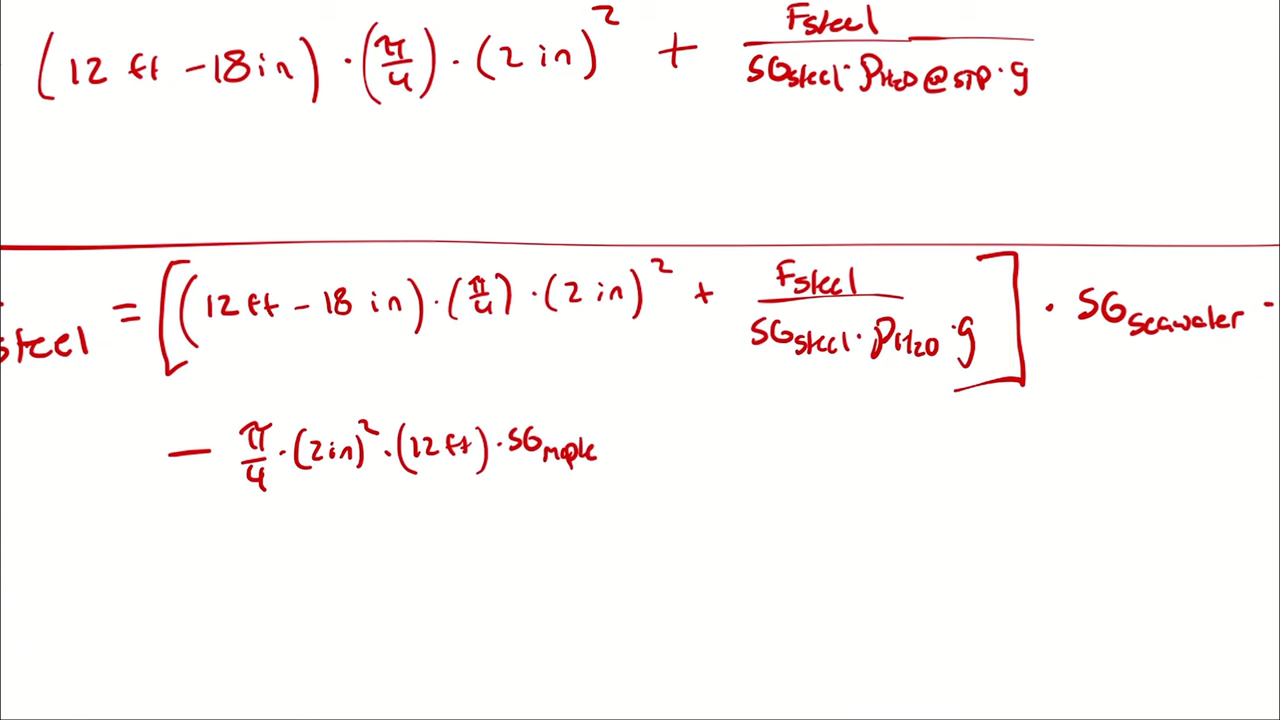 (12 ft - 18 in) · (π/4) · (2 in)² + Fsteel / (SGsteel · ρH₂O@STP · g)
steel = [(12 ft - 18 in) · (π/4) · (2 in)² + Fsteel / (SGsteel · ρH₂O · g)] · SGseawater ·
- π/4 · (2 in)² · (12 ft) · SGmaple